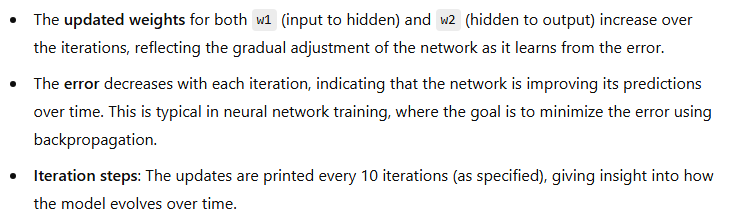 • The updated weights for both w1 (input to hidden) and w2 (hidden to output) increase over
the iterations, reflecting the gradual adjustment of the network as it learns from the error.
• The error decreases with each iteration, indicating that the network is improving its predictions
over time. This is typical in neural network training, where the goal is to minimize the error using
backpropagation.
• Iteration steps: The updates are printed every 10 iterations (as specified), giving insight into how
the model evolves over time.